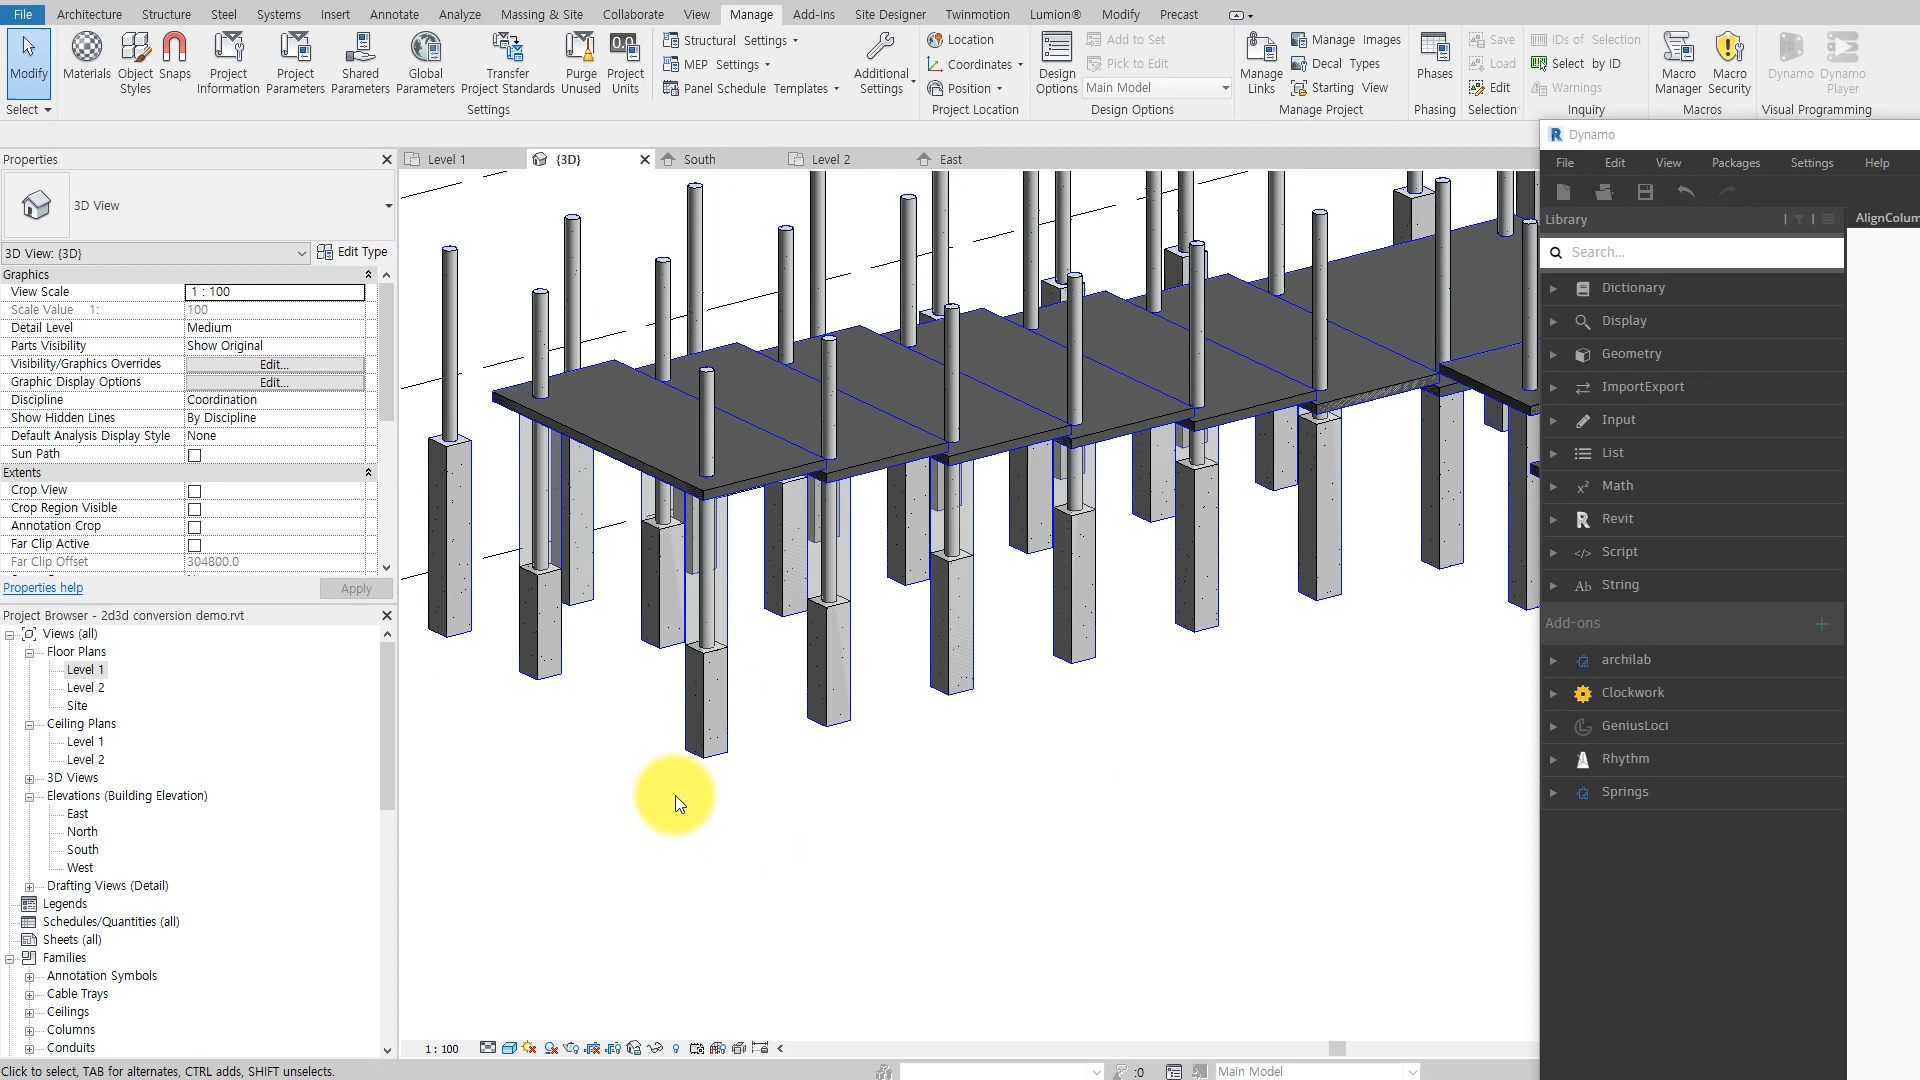 File Architecture Structure Steel Systems Insert Annotate Analyze Massing & Site Collaborate View Manage Add-Ins Site Designer Twinmotion Lumion® Modify Precast
Modify
Select
Materials
Object Styles
Snaps
Project Information
Project Parameters
Shared Parameters
Global Parameters
Transfer Project Standards
Purge Unused
Project Units
Structural Settings
MEP Settings
Panel Schedule Templates
Additional Settings
Settings
Location
Coordinates
Position
Project Location
Design Options
Add to Set
Pick to Edit
Main Model
Design Options
Manage Links
Manage Images
Decal Types
Starting View
Manage Project
Phases
Phasing
Save
Load
Edit
Selection
IDs of Selection
Select by ID
Warnings
Inquiry
Macro Manager
Macro Security
Macros
Dynamo
Dynamo Player
Visual Programming
Properties
3D View
3D View: {3D}
Edit Type
Graphics
View Scale 1 : 100
Scale Value 1: 100
Detail Level Medium
Parts Visibility Show Original
Visibility/Graphics Overrides Edit...
Graphic Display Options Edit...
Discipline Coordination
Show Hidden Lines By Discipline
Default Analysis Display Style None
Sun Path
Extents
Crop View
Crop Region Visible
Annotation Crop
Far Clip Active
Far Clip Offset 304800.0
Properties help
Apply
Project Browser - 2d3d conversion demo.rvt
Views (all)
Floor Plans
Level 1
Level 2
Site
Ceiling Plans
Level 1
Level 2
3D Views
Elevations (Building Elevation)
East
North
South
West
Drafting Views (Detail)
Legends
Schedules/Quantities (all)
Sheets (all)
Families
Annotation Symbols
Cable Trays
Ceilings
Columns
Conduits
Level 1 {3D} South Level 2 East
1 : 100
Click to select, TAB for alternates, CTRL adds, SHIFT unselects.
:0
Main Model
Dynamo
File Edit View Packages Settings Help
Library
AlignColum
Search...
Dictionary
Display
Geometry
ImportExport
Input
List
Math
Revit
Script
String
Add-ons
archilab
Clockwork
GeniusLoci
Rhythm
Springs